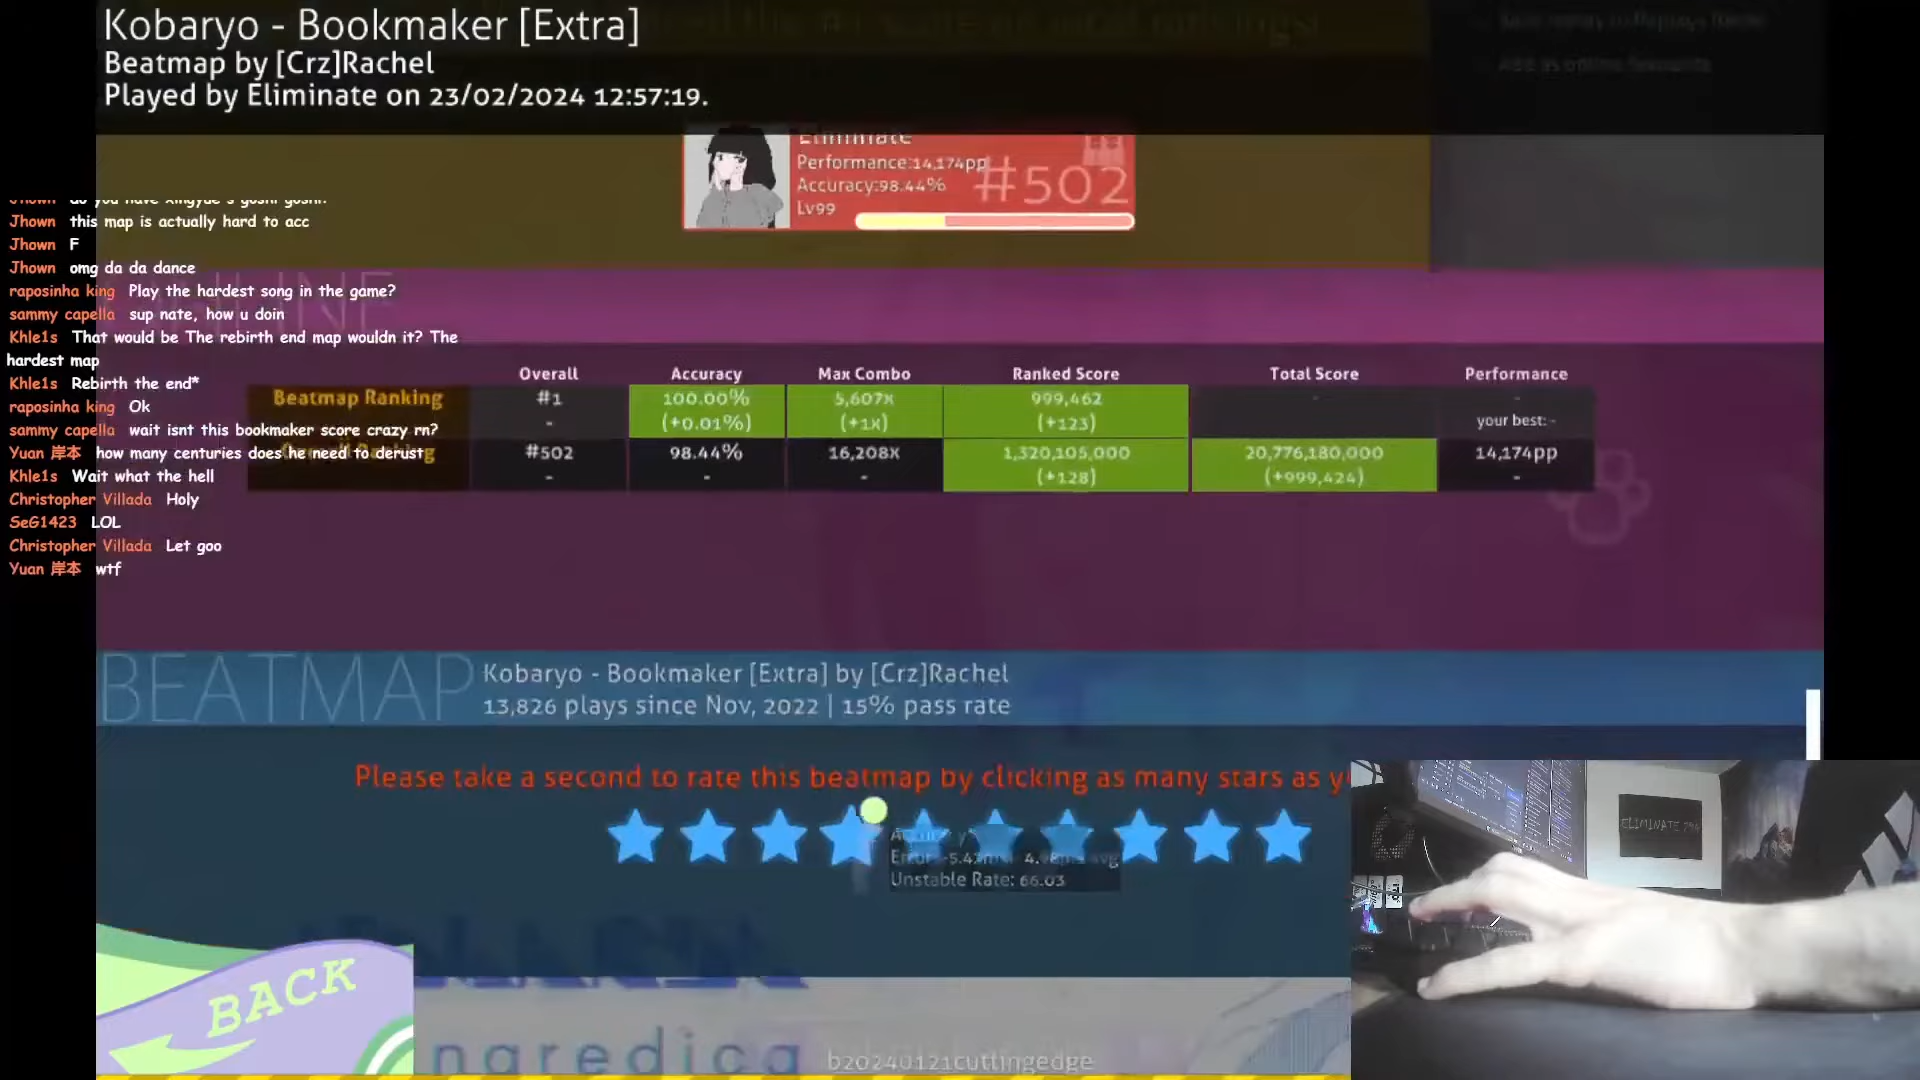 Kobaryo - Bookmaker [Extra]
Beatmap by [Crz]Rachel
Played by Eliminate on 23/02/2024 12:57:19.
Eliminate
Performance:14,174pp
Accuracy:98.44%
Lv99
#502
Jhown this map is actually hard to acc
Jhown F
Jhown omg da da dance
raposinha king Play the hardest song in the game?
sammy capella sup nate, how u doin
Khle1s That would be The rebirth end map wouldn it? The
hardest map
Khle1s Rebirth the end*
raposinha king Ok
sammy capella wait isnt this bookmaker score crazy rn?
Yuan 岸本 how many centuries does he need to derust
Khle1s Wait what the hell
Christopher Villada Holy
SeG1423 LOL
Christopher Villada Let goo
Yuan 岸本 wtf
Overall Accuracy Max Combo Ranked Score Total Score Performance
Beatmap Ranking #1 100.00% 5,607x 999,462 - -
- (+0.01%) (+1x) (+123) your best: -
#502 98.44% 16,208x 1,320,105,000 20,776,180,000 14,174pp
- - - (+128) (+999,424) -
BEATMAP
Kobaryo - Bookmaker [Extra] by [Crz]Rachel
13,826 plays since Nov, 2022 | 15% pass rate
Please take a second to rate this beatmap by clicking as many stars as y
Unstable Rate: 66.03
BACK
b20240121cuttingedge